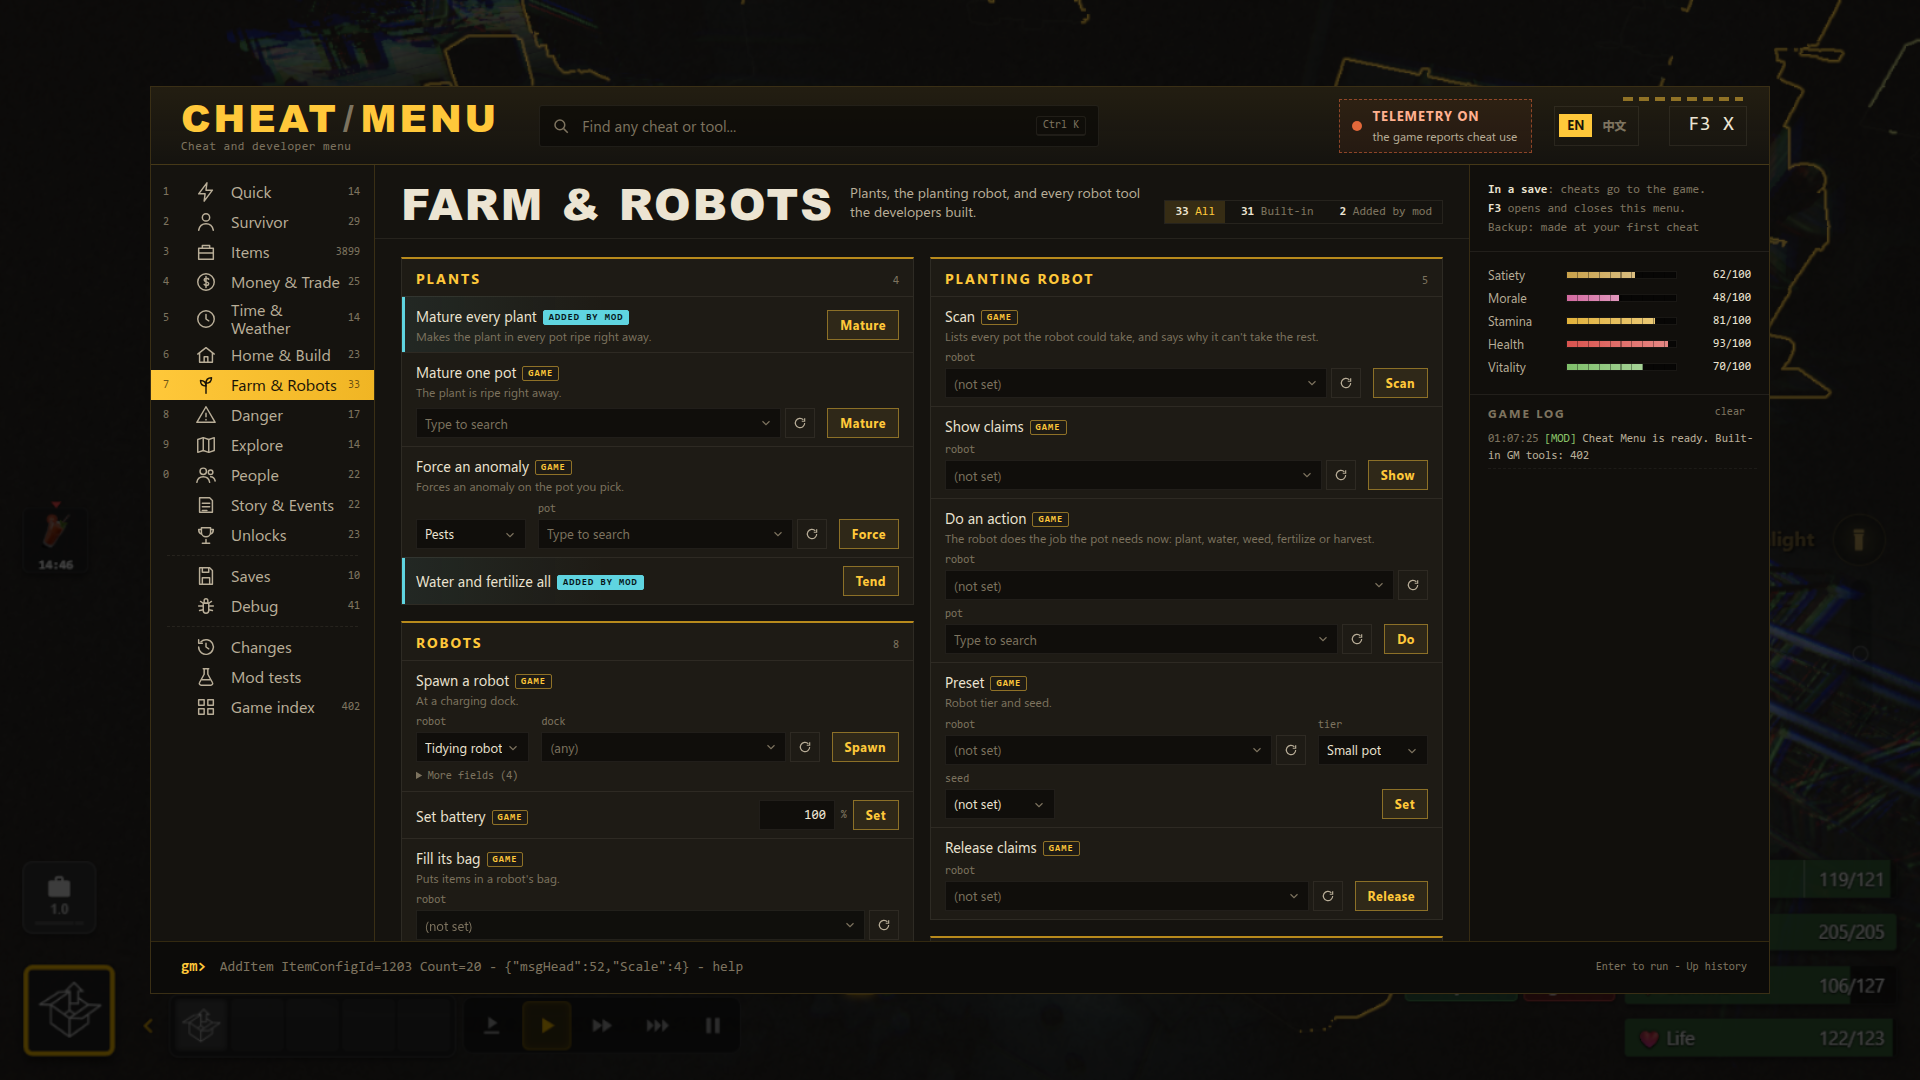 CHEAT/MENU
Cheat and developer menu
Find any cheat or tool...
Ctrl K
TELEMETRY ON
the game reports cheat use
EN
中文
F3 X
1 Quick 14
2 Survivor 29
3 Items 3899
4 Money & Trade 25
5 Time & Weather 14
6 Home & Build 23
7 Farm & Robots 33
8 Danger 17
9 Explore 14
0 People 22
Story & Events 22
Unlocks 23
Saves 10
Debug 41
Changes
Mod tests
Game index 402
FARM & ROBOTS
Plants, the planting robot, and every robot tool
the developers built.
33 All 31 Built-in 2 Added by mod
PLANTS 4
Mature every plant ADDED BY MOD
Makes the plant in every pot ripe right away.
Mature
Mature one pot GAME
The plant is ripe right away.
Type to search
Mature
Force an anomaly GAME
Forces an anomaly on the pot you pick.
pot
Pests
Type to search
Force
Water and fertilize all ADDED BY MOD
Tend
ROBOTS 8
Spawn a robot GAME
At a charging dock.
robot dock
Tidying robot
(any)
Spawn
More fields (4)
Set battery GAME
100 %
Set
Fill its bag GAME
Puts items in a robot's bag.
robot
(not set)
PLANTING ROBOT 5
Scan GAME
Lists every pot the robot could take, and says why it can't take the rest.
robot
(not set)
Scan
Show claims GAME
robot
(not set)
Show
Do an action GAME
The robot does the job the pot needs now: plant, water, weed, fertilize or harvest.
robot
(not set)
pot
Type to search
Do
Preset GAME
Robot tier and seed.
robot tier
(not set)
Small pot
seed
(not set)
Set
Release claims GAME
robot
(not set)
Release
In a save: cheats go to the game.
F3 opens and closes this menu.
Backup: made at your first cheat
Satiety 62/100
Morale 48/100
Stamina 81/100
Health 93/100
Vitality 70/100
GAME LOG clear
01:07:25 [MOD] Cheat Menu is ready. Built-
in GM tools: 402
gm> AddItem ItemConfigId=1203 Count=20 - {"msgHead":52,"Scale":4} - help
Enter to run - Up history
14:46
1.0
light
119/121
205/205
106/127
Life 122/123